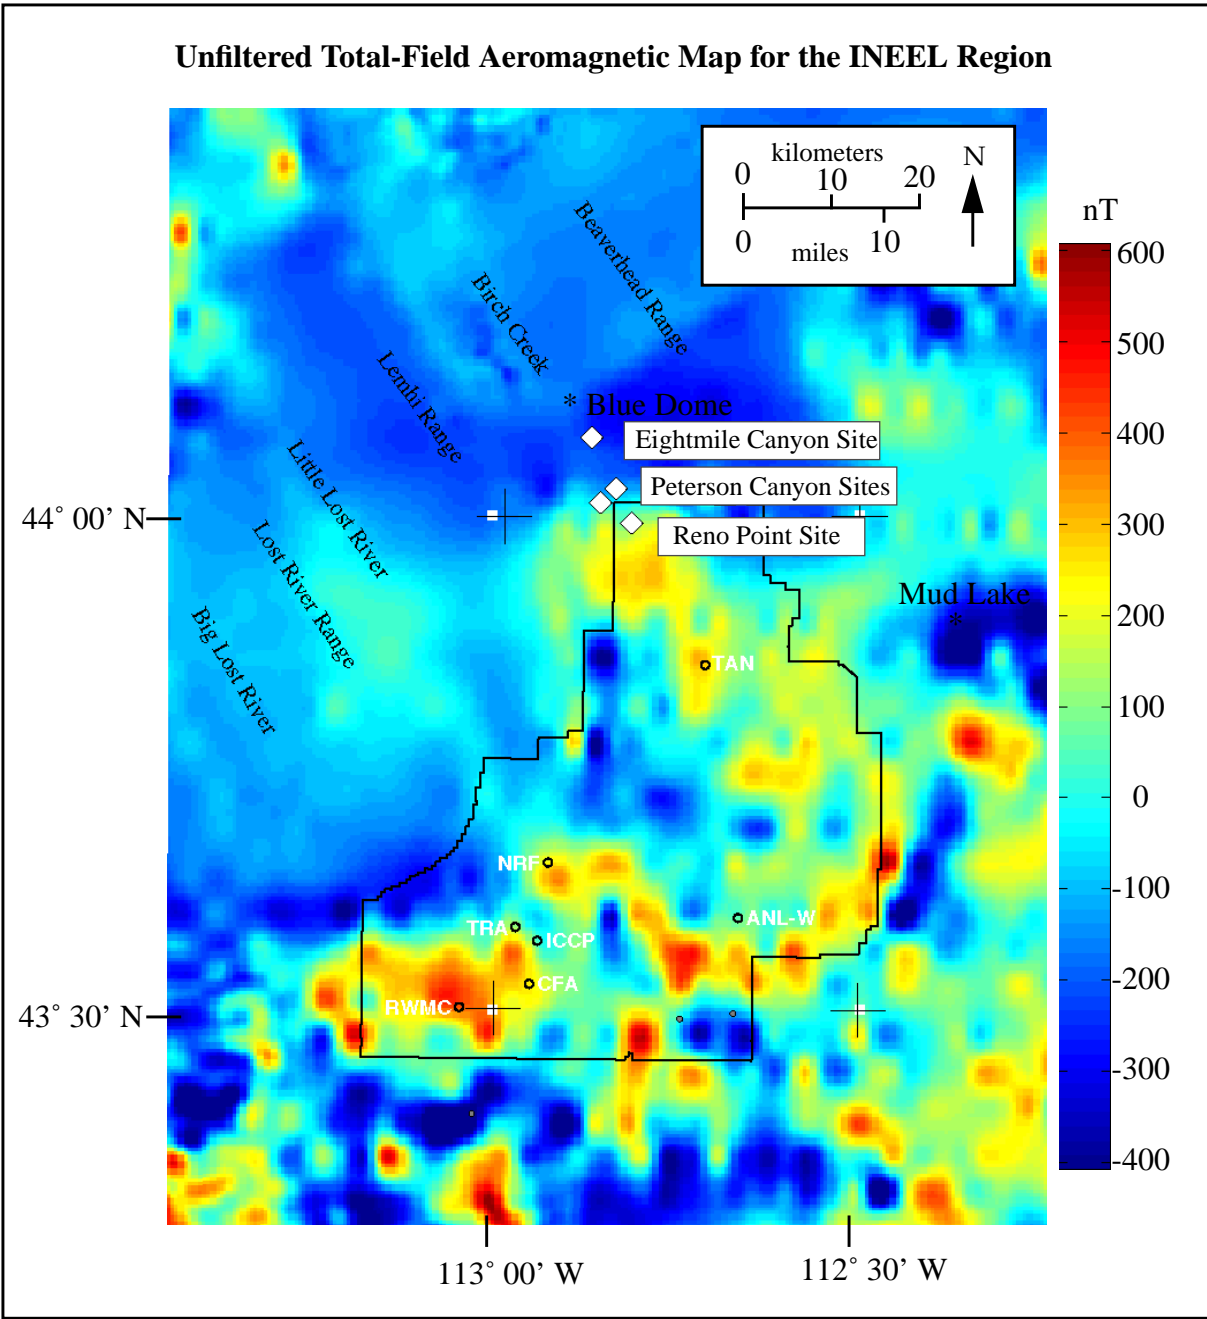 Unfiltered Total-Field Aeromagnetic Map for the INEEL Region
kilometers
0 10 20
0 10
miles
N
nT
600
500
400
300
200
100
0
-100
-200
-300
-400
Beaverhead Range
Birch Creek
Lemhi Range
* Blue Dome
Eightmile Canyon Site
Little Lost River
Peterson Canyon Sites
44° 00' N
Reno Point Site
Lost River Range
Mud Lake
*
Big Lost River
TAN
NRF
TRA
ICCP
ANL-W
CFA
RWMC
43° 30' N
113° 00' W
112° 30' W